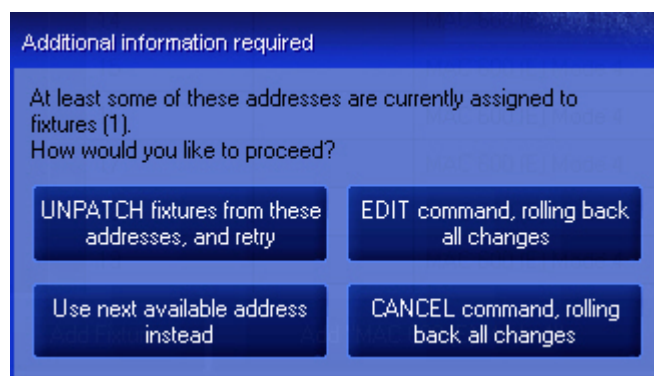 Additional information required
At least some of these addresses are currently assigned to
fixtures (1).
How would you like to proceed?
UNPATCH fixtures from these
addresses, and retry
EDIT command, rolling back
all changes
Use next available address
instead
CANCEL command, rolling
back all changes